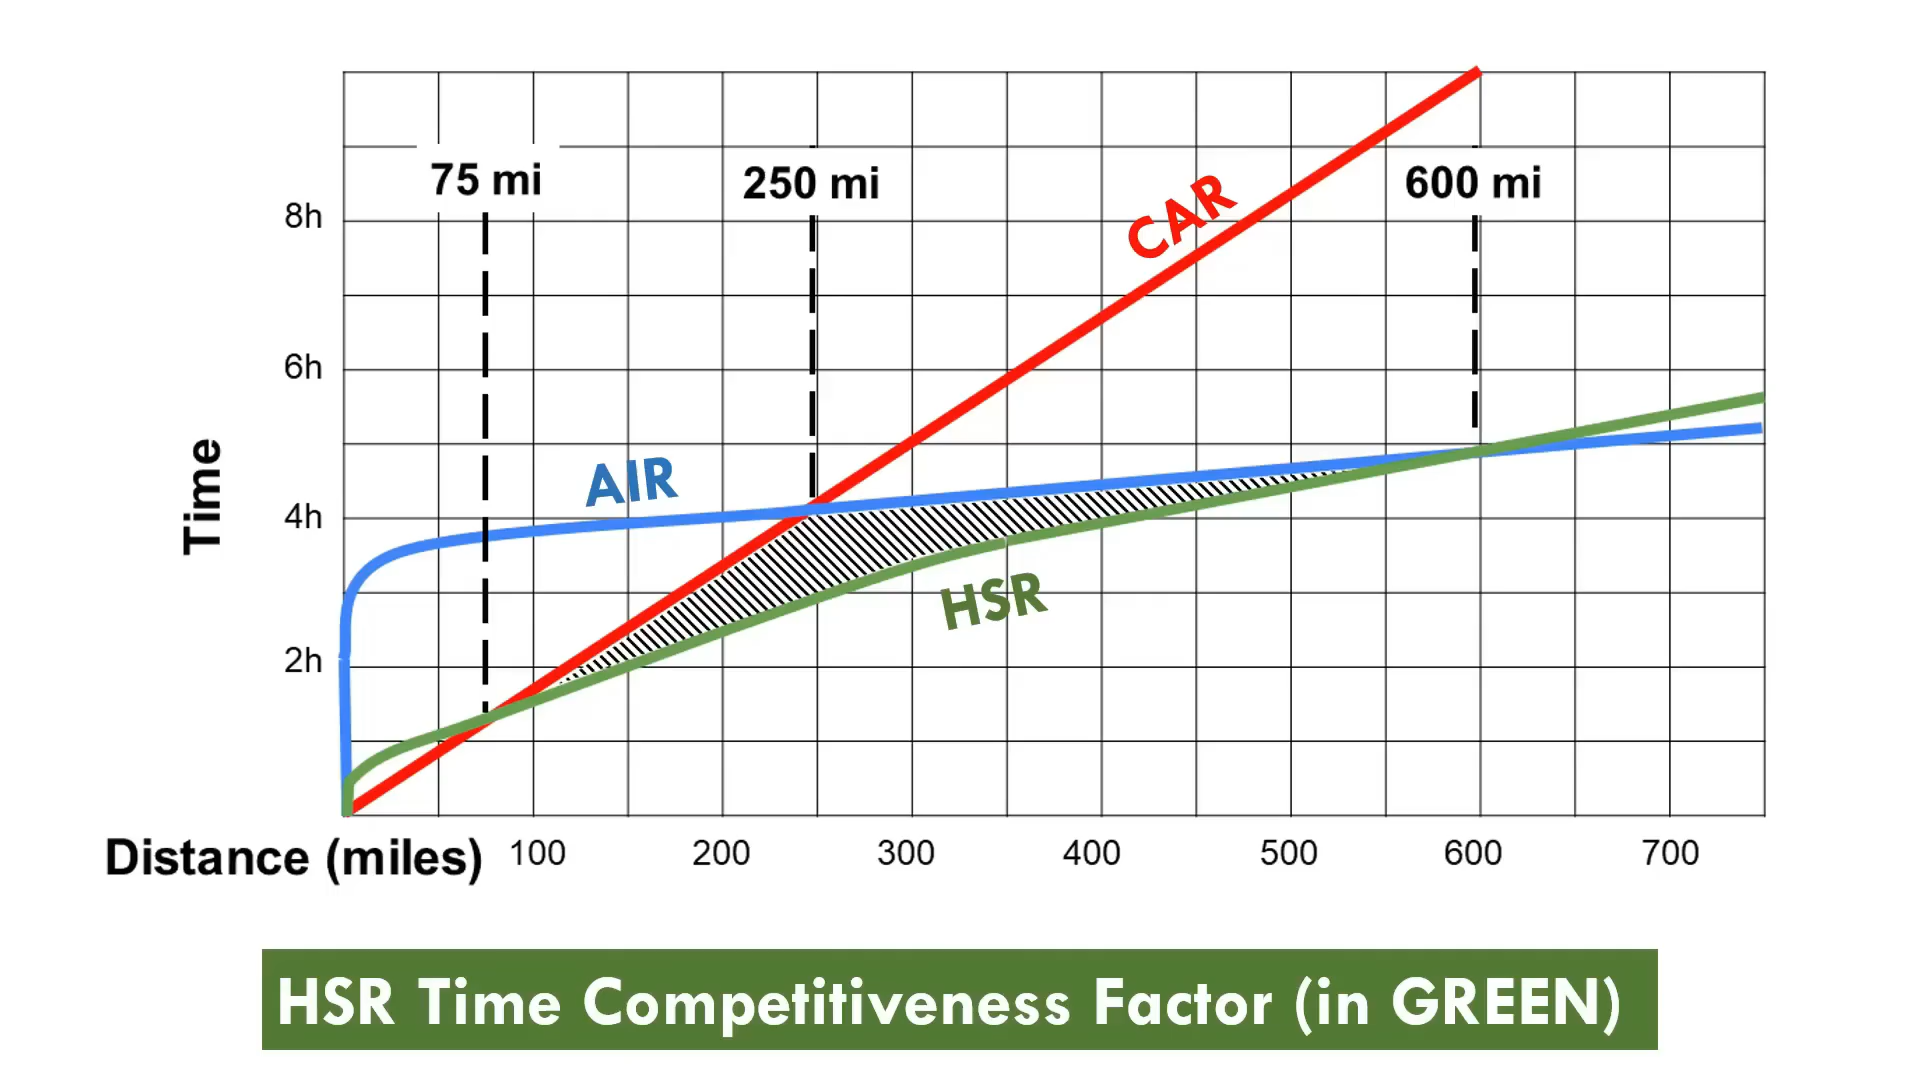 75 mi
250 mi
600 mi
CAR
8h
6h
AIR
4h
HSR
2h
Time
Distance (miles) 100 200 300 400 500 600 700
HSR Time Competitiveness Factor (in GREEN)